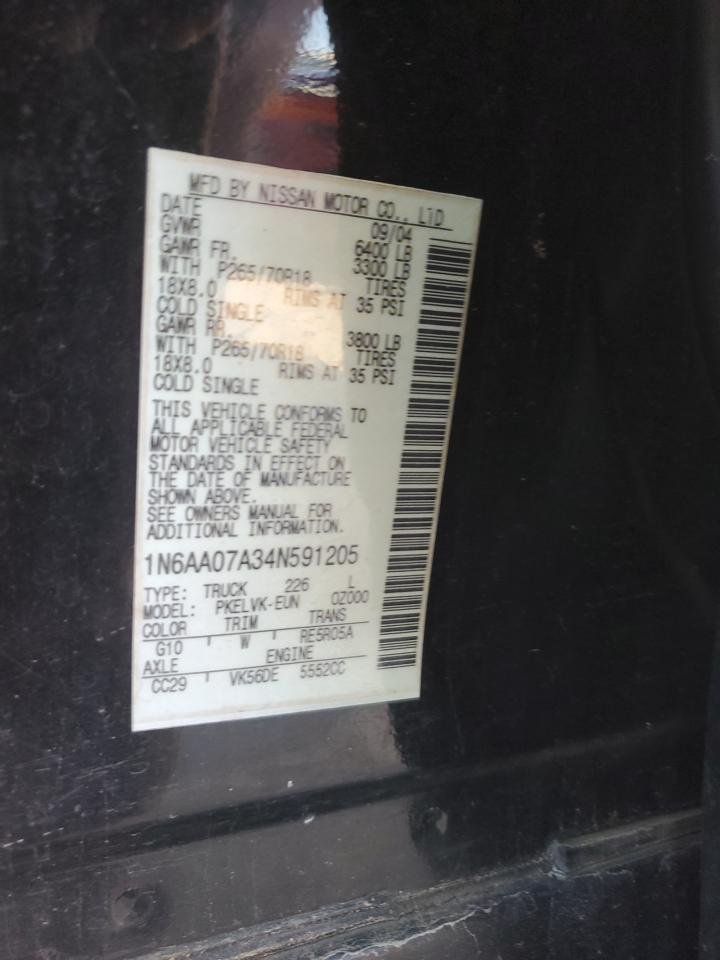 MFD BY NISSAN MOTOR CO., LTD
DATE 09/04
GVWR 6400 LB
GAWR FR. 3300 LB
WITH P265/70R18 TIRES
18X8.0 RIMS AT 35 PSI
COLD SINGLE
GAWR RR. 3800 LB
WITH P265/70R18 TIRES
18X8.0 RIMS AT 35 PSI
COLD SINGLE
THIS VEHICLE CONFORMS TO
ALL APPLICABLE FEDERAL
MOTOR VEHICLE SAFETY
STANDARDS IN EFFECT ON
THE DATE OF MANUFACTURE
SHOWN ABOVE.
SEE OWNERS MANUAL FOR
ADDITIONAL INFORMATION.
1N6AA07A34N591205
TYPE: TRUCK 226 L
MODEL: PKELVK-EUN 0Z000
COLOR TRIM TRANS
G10 W RE5R05A
AXLE ENGINE
CC29 VK56DE 5552CC